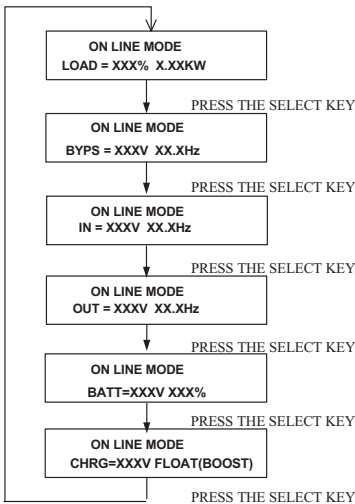 ON LINE MODE
LOAD = XXX% X.XXKW
PRESS THE SELECT KEY
ON LINE MODE
BYPS = XXXV XX.XHz
PRESS THE SELECT KEY
ON LINE MODE
IN = XXXV XX.XHz
PRESS THE SELECT KEY
ON LINE MODE
OUT = XXXV XX.XHz
PRESS THE SELECT KEY
ON LINE MODE
BATT=XXXV XXX%
PRESS THE SELECT KEY
ON LINE MODE
CHRG=XXXV FLOAT(BOOST)
PRESS THE SELECT KEY